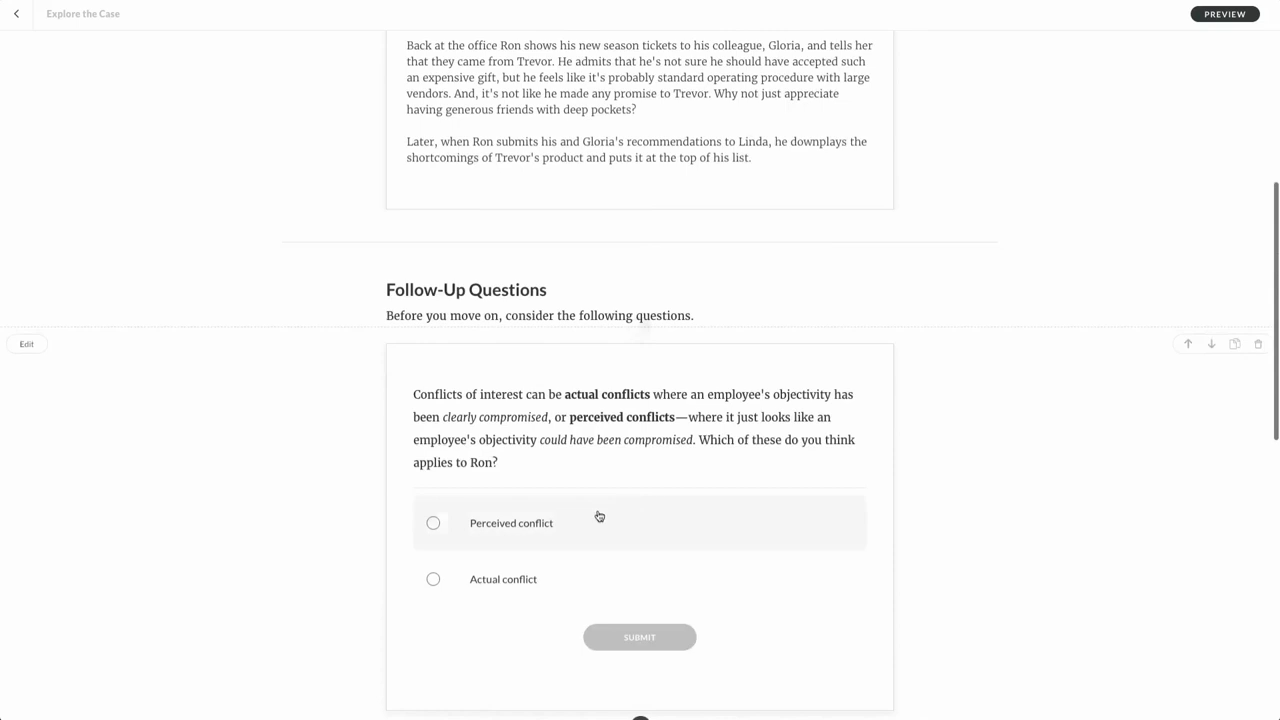 Explore the Case
PREVIEW
Back at the office Ron shows his new season tickets to his colleague, Gloria, and tells her
that they came from Trevor. He admits that he's not sure he should have accepted such
an expensive gift, but he feels like it's probably standard operating procedure with large
vendors. And, it's not like he made any promise to Trevor. Why not just appreciate
having generous friends with deep pockets?
Later, when Ron submits his and Gloria's recommendations to Linda, he downplays the
shortcomings of Trevor's product and puts it at the top of his list.
Follow-Up Questions
Before you move on, consider the following questions.
Edit
Conflicts of interest can be actual conflicts where an employee's objectivity has
been clearly compromised, or perceived conflicts—where it just looks like an
employee's objectivity could have been compromised. Which of these do you think
applies to Ron?
Perceived conflict
Actual conflict
SUBMIT